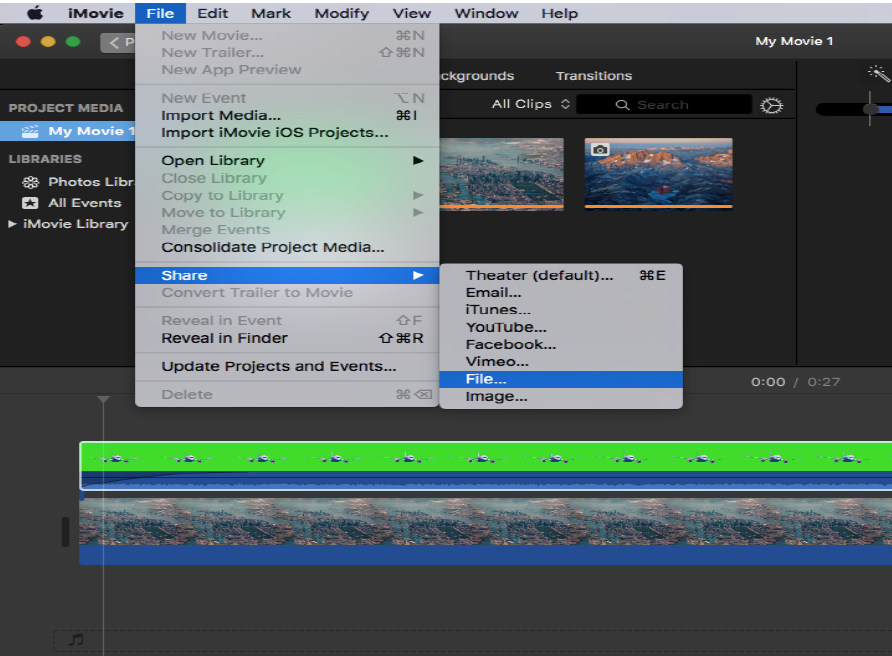 iMovie File Edit Mark Modify View Window Help
My Movie 1
ckgrounds Transitions
All Clips Search
PROJECT MEDIA
My Movie 1
LIBRARIES
Photos Libr
All Events
iMovie Library
New Movie... ⌘N
New Trailer... ⇧⌘N
New App Preview
New Event ⌥N
Import Media... ⌘I
Import iMovie iOS Projects...
Open Library
Close Library
Copy to Library
Move to Library
Merge Events
Consolidate Project Media...
Share
Convert Trailer to Movie
Reveal in Event ⇧F
Reveal in Finder ⇧⌘R
Update Projects and Events...
Delete ⌘⌫
Theater (default)... ⌘E
Email...
iTunes...
YouTube...
Facebook...
Vimeo...
File...
Image...
0:00 / 0:27